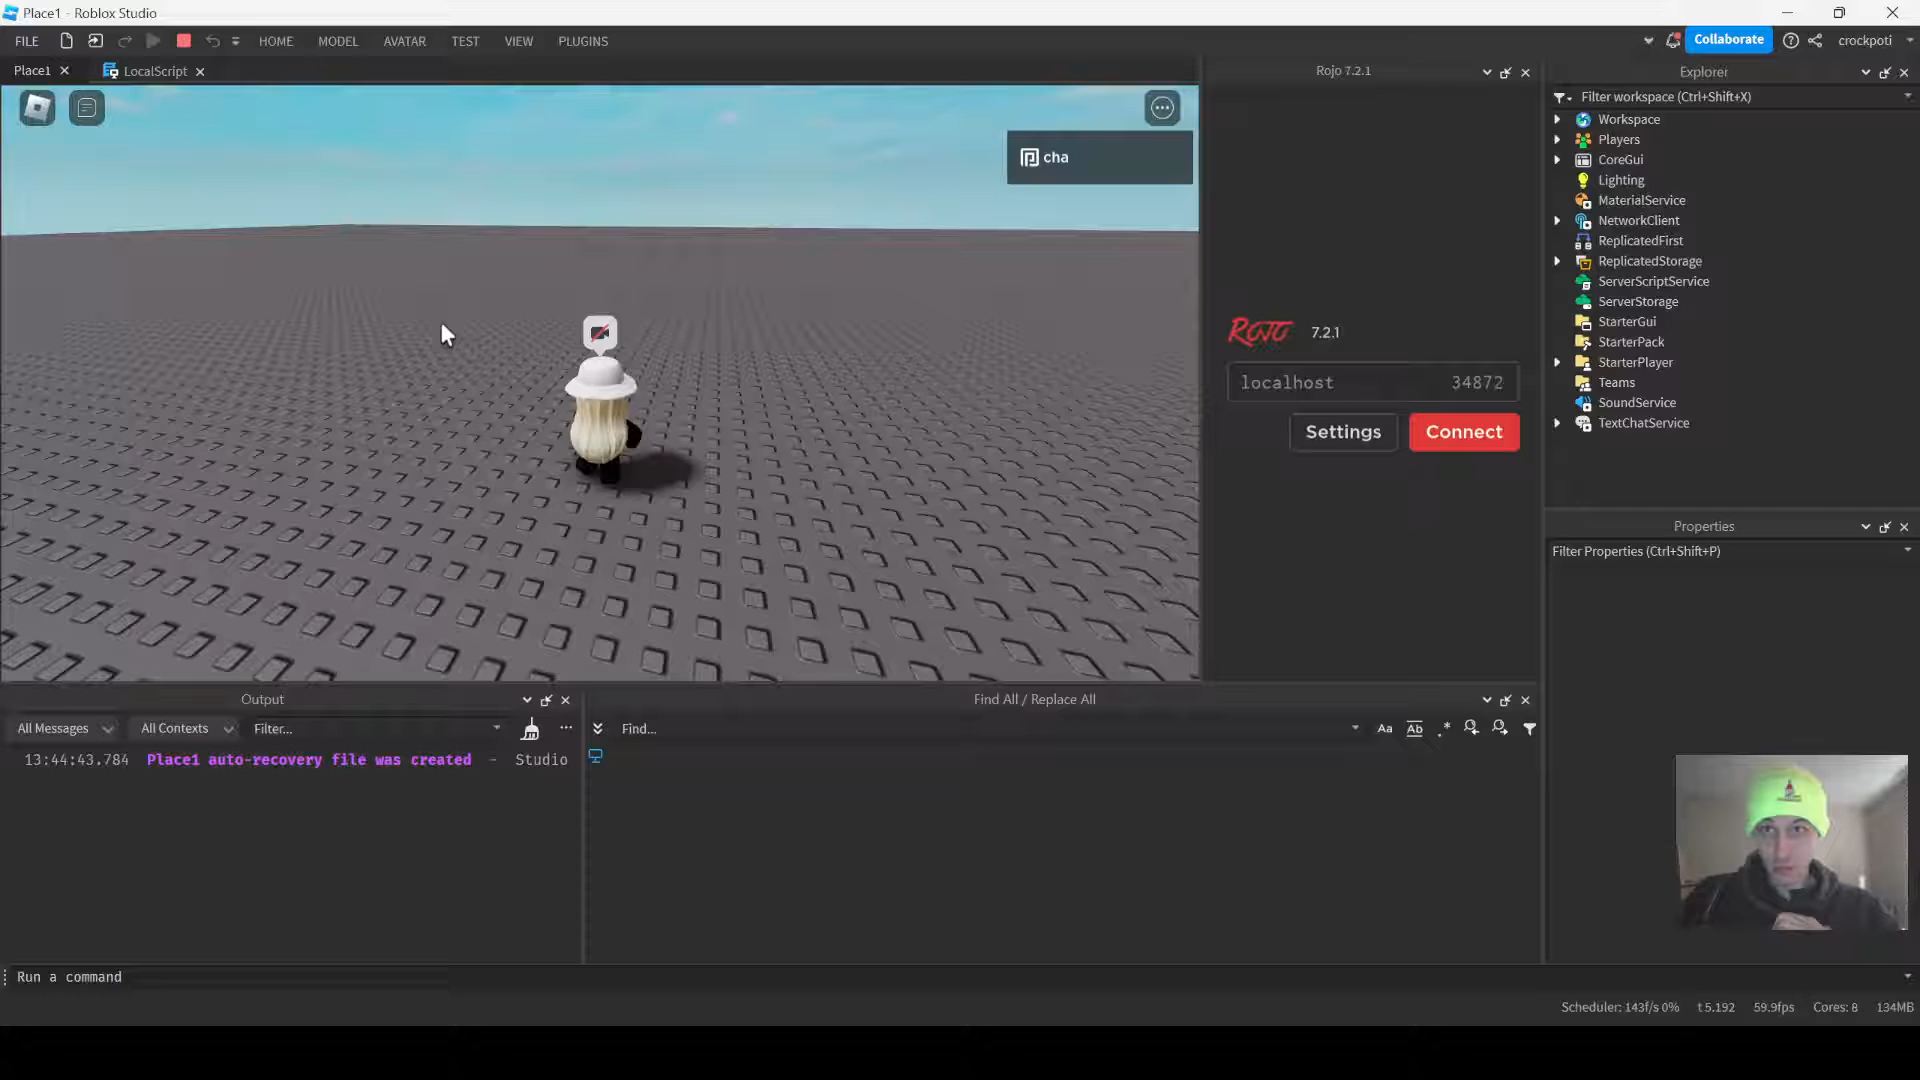 Place1 - Roblox Studio
FILE HOME MODEL AVATAR TEST VIEW PLUGINS Collaborate crockpoti
Place1 LocalScript
cha
Rojo 7.2.1
ROJO 7.2.1
localhost 34872
Settings Connect
Explorer
Filter workspace (Ctrl+Shift+X)
Workspace
Players
CoreGui
Lighting
MaterialService
NetworkClient
ReplicatedFirst
ReplicatedStorage
ServerScriptService
ServerStorage
StarterGui
StarterPack
StarterPlayer
Teams
SoundService
TextChatService
Properties
Filter Properties (Ctrl+Shift+P)
Output
All Messages All Contexts Filter...
13:44:43.784 Place1 auto-recovery file was created - Studio
Find All / Replace All
Find... Aa Ab .*
Run a command
Scheduler: 143f/s 0% t 5.192 59.9fps Cores: 8 134MB